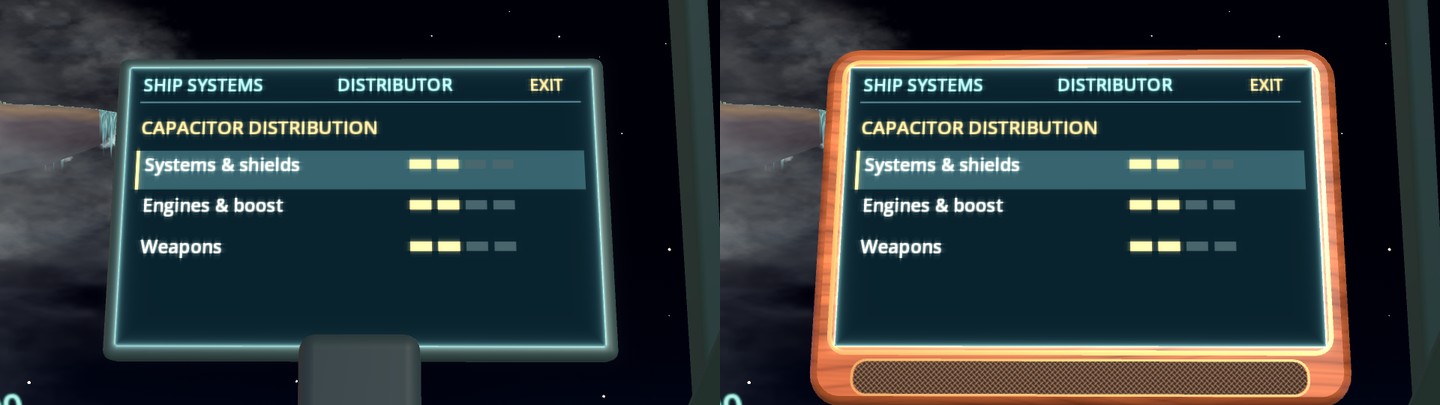 SHIP SYSTEMS DISTRIBUTOR EXIT
CAPACITOR DISTRIBUTION
Systems & shields
Engines & boost
Weapons
SHIP SYSTEMS DISTRIBUTOR EXIT
CAPACITOR DISTRIBUTION
Systems & shields
Engines & boost
Weapons